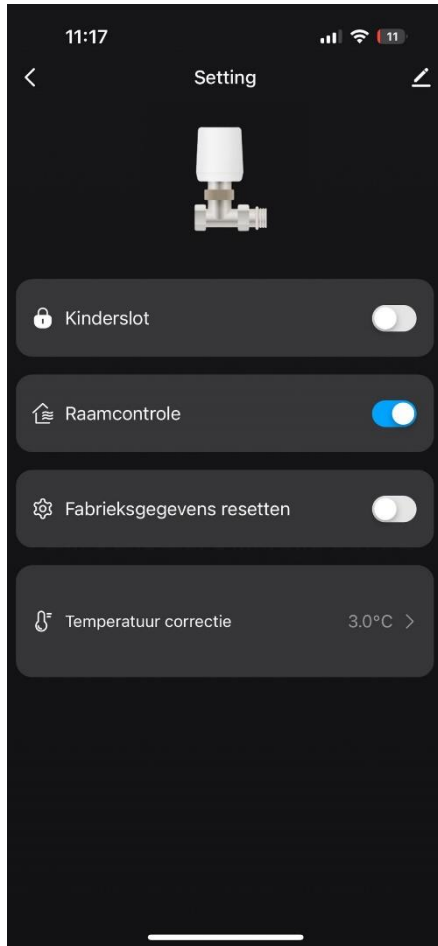 11:17
11
Setting
Kinderslot
Raamcontrole
Fabrieksgegevens resetten
Temperatuur correctie
3.0°C